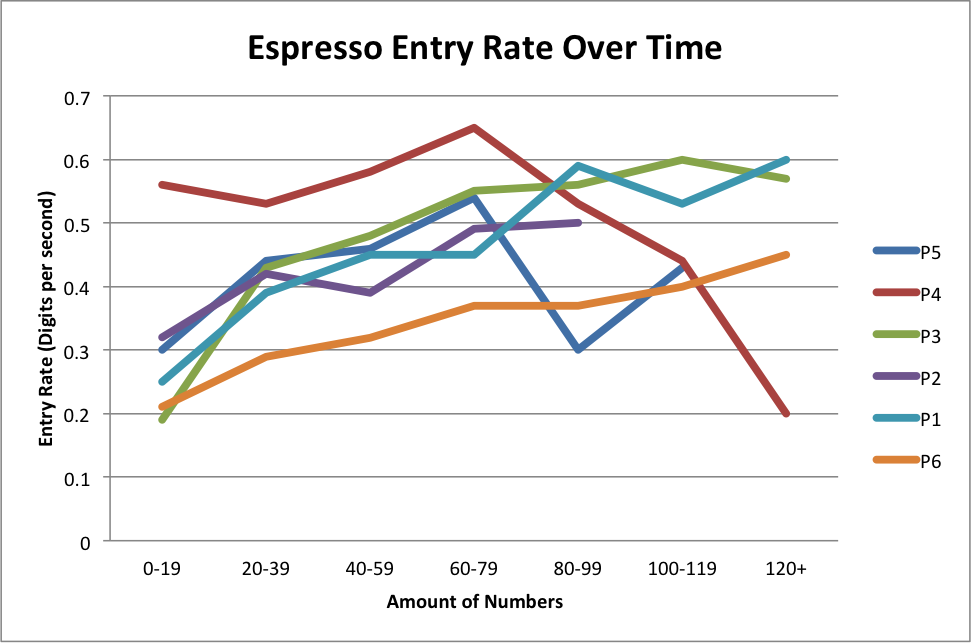 Espresso Entry Rate Over Time
Entry Rate (Digits per second)
0.7
0.6
0.5
0.4
0.3
0.2
0.1
0
0-19 20-39 40-59 60-79 80-99 100-119 120+
Amount of Numbers
P5
P4
P3
P2
P1
P6